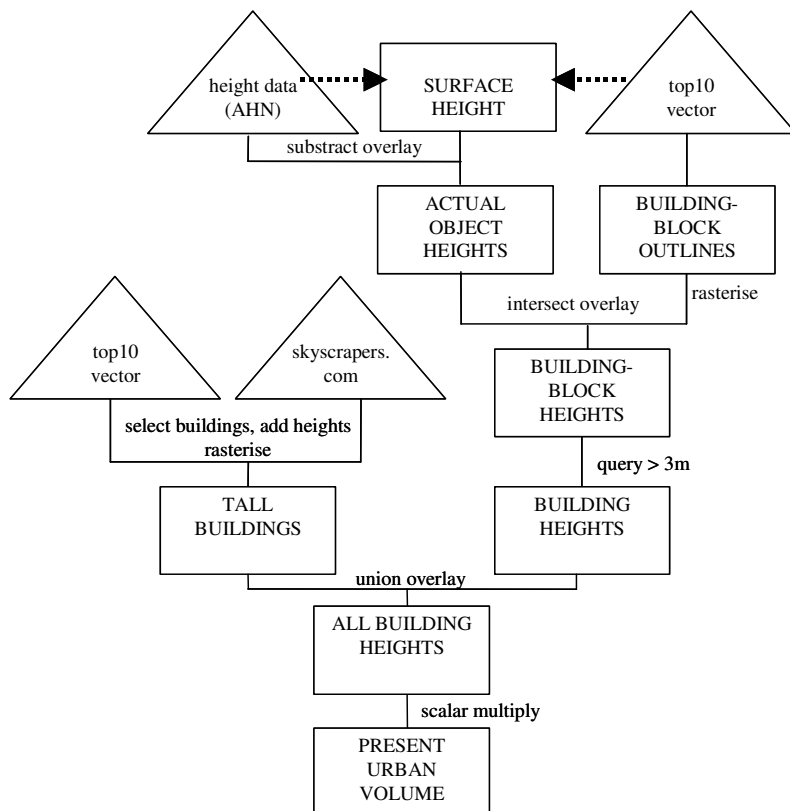 height data
(AHN)
SURFACE
HEIGHT
top10
vector
substract overlay
ACTUAL
OBJECT
HEIGHTS
BUILDING-
BLOCK
OUTLINES
intersect overlay
rasterise
top10
vector
skyscrapers.
com
BUILDING-
BLOCK
HEIGHTS
select buildings, add heights
rasterise
query > 3m
TALL
BUILDINGS
BUILDING
HEIGHTS
union overlay
ALL BUILDING
HEIGHTS
scalar multiply
PRESENT
URBAN
VOLUME